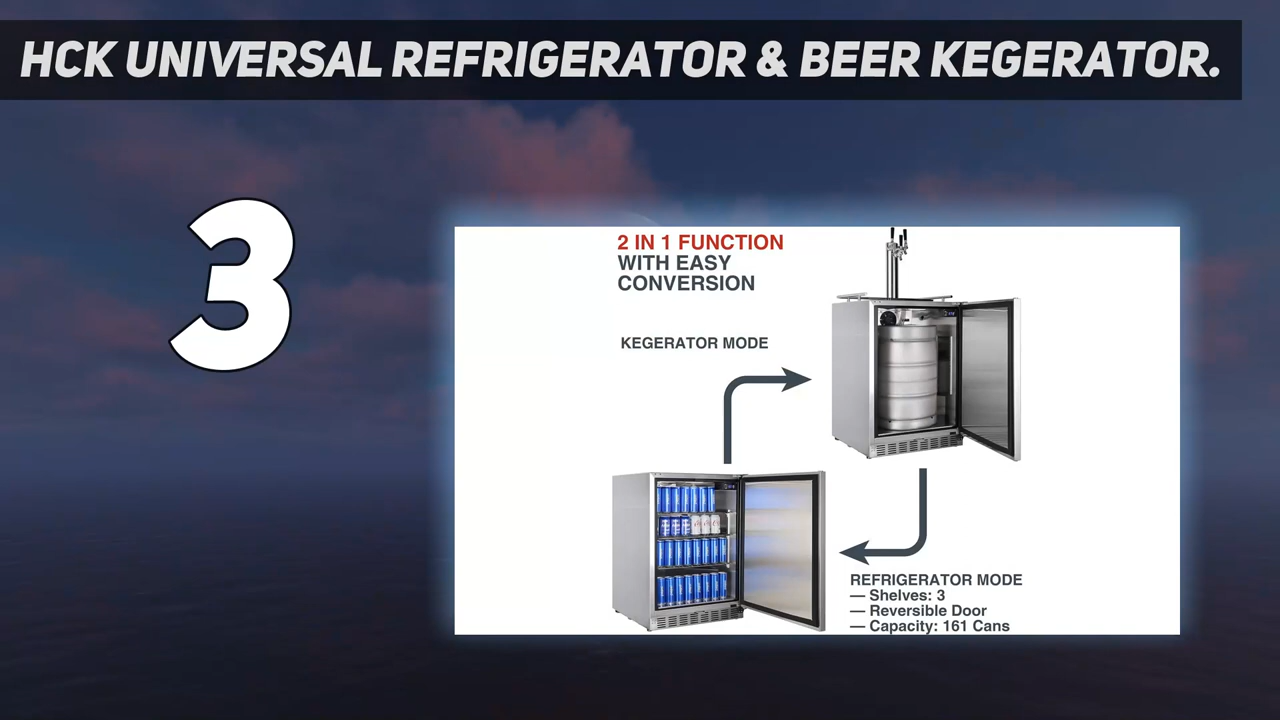 HCK UNIVERSAL REFRIGERATOR & BEER KEGERATOR.
3
2 IN 1 FUNCTION
WITH EASY
CONVERSION
KEGERATOR MODE
REFRIGERATOR MODE
— Shelves: 3
— Reversible Door
— Capacity: 161 Cans